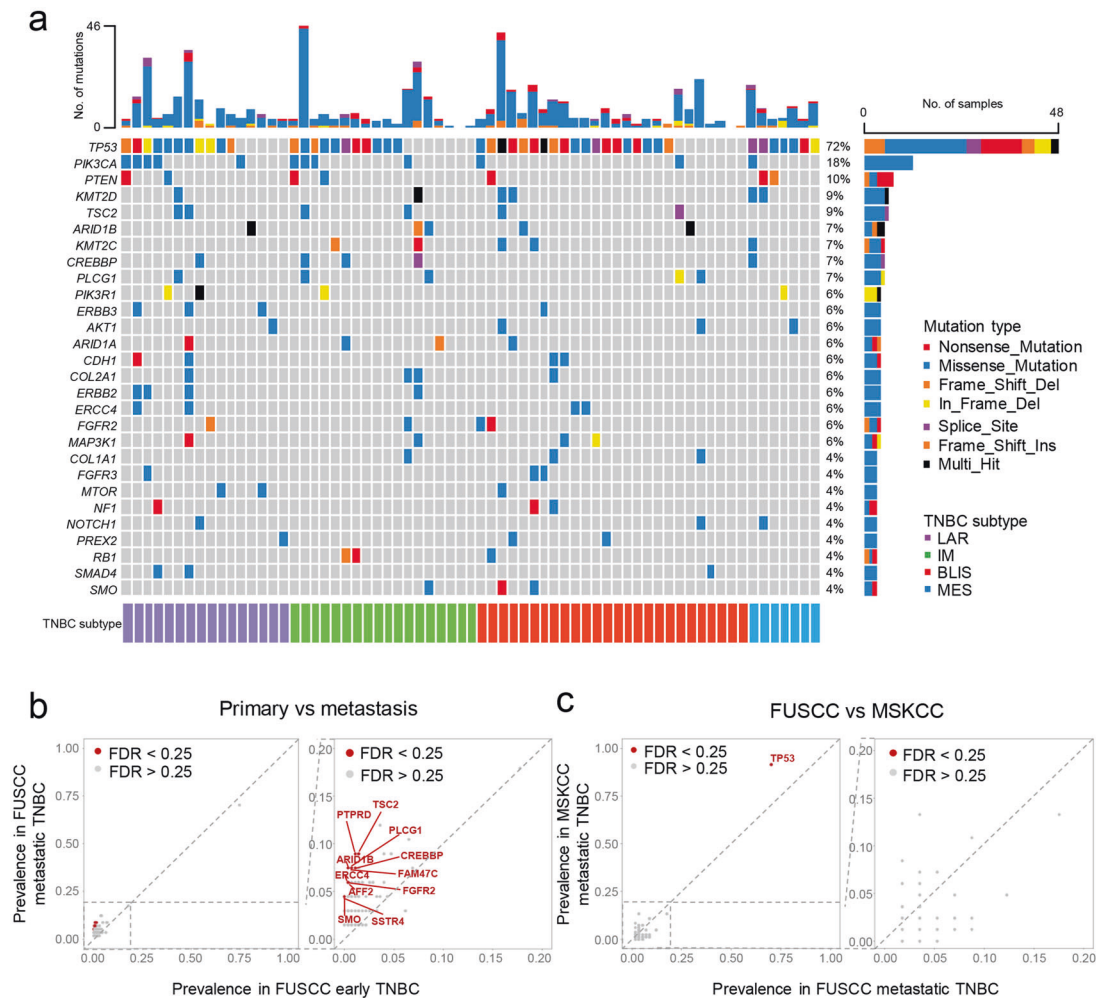 a
46
No. of mutations
0
No. of samples
0 48
TP53 72%
PIK3CA 18%
PTEN 10%
KMT2D 9%
TSC2 9%
ARID1B 7%
KMT2C 7%
CREBBP 7%
PLCG1 7%
PIK3R1 6%
ERBB3 6%
AKT1 6%
ARID1A 6%
CDH1 6%
COL2A1 6%
ERBB2 6%
ERCC4 6%
FGFR2 6%
MAP3K1 6%
COL1A1 4%
FGFR3 4%
MTOR 4%
NF1 4%
NOTCH1 4%
PREX2 4%
RB1 4%
SMAD4 4%
SMO 4%
TNBC subtype
Mutation type
Nonsense_Mutation
Missense_Mutation
Frame_Shift_Del
In_Frame_Del
Splice_Site
Frame_Shift_Ins
Multi_Hit
TNBC subtype
LAR
IM
BLIS
MES
b
Primary vs metastasis
Prevalence in FUSCC
metastatic TNBC
1.00
0.75
0.50
0.25
0.00
FDR < 0.25
FDR > 0.25
0.00 0.25 0.50 0.75 1.00
0.20
0.15
0.10
0.05
0.00
FDR < 0.25
FDR > 0.25
TSC2
PTPRD
PLCG1
ARID1B
CREBBP
ERCC4
FAM47C
AFF2
FGFR2
SMO
SSTR4
0.00 0.05 0.10 0.15 0.20
Prevalence in FUSCC early TNBC
c
FUSCC vs MSKCC
Prevalence in MSKCC
metastatic TNBC
1.00
0.75
0.50
0.25
0.00
FDR < 0.25
FDR > 0.25
TP53
0.00 0.25 0.50 0.75 1.00
0.20
0.15
0.10
0.05
0.00
FDR < 0.25
FDR > 0.25
0.00 0.05 0.10 0.15 0.20
Prevalence in FUSCC metastatic TNBC